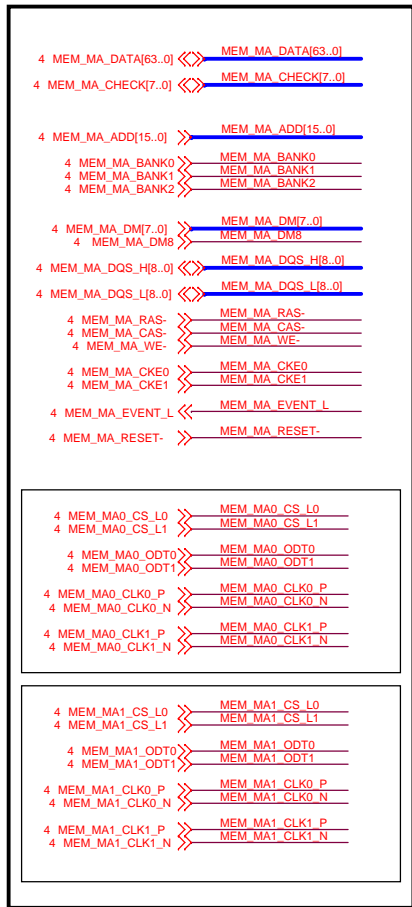 4 MEM_MA_DATA[63..0] MEM_MA_DATA[63..0]
4 MEM_MA_CHECK[7..0] MEM_MA_CHECK[7..0]
4 MEM_MA_ADD[15..0] MEM_MA_ADD[15..0]
4 MEM_MA_BANK0 MEM_MA_BANK0
4 MEM_MA_BANK1 MEM_MA_BANK1
4 MEM_MA_BANK2 MEM_MA_BANK2
4 MEM_MA_DM[7..0] MEM_MA_DM[7..0]
4 MEM_MA_DM8 MEM_MA_DM8
4 MEM_MA_DQS_H[8..0] MEM_MA_DQS_H[8..0]
4 MEM_MA_DQS_L[8..0] MEM_MA_DQS_L[8..0]
4 MEM_MA_RAS- MEM_MA_RAS-
4 MEM_MA_CAS- MEM_MA_CAS-
4 MEM_MA_WE- MEM_MA_WE-
4 MEM_MA_CKE0 MEM_MA_CKE0
4 MEM_MA_CKE1 MEM_MA_CKE1
4 MEM_MA_EVENT_L MEM_MA_EVENT_L
4 MEM_MA_RESET- MEM_MA_RESET-
4 MEM_MA0_CS_L0 MEM_MA0_CS_L0
4 MEM_MA0_CS_L1 MEM_MA0_CS_L1
4 MEM_MA0_ODT0 MEM_MA0_ODT0
4 MEM_MA0_ODT1 MEM_MA0_ODT1
4 MEM_MA0_CLK0_P MEM_MA0_CLK0_P
4 MEM_MA0_CLK0_N MEM_MA0_CLK0_N
4 MEM_MA0_CLK1_P MEM_MA0_CLK1_P
4 MEM_MA0_CLK1_N MEM_MA0_CLK1_N
4 MEM_MA1_CS_L0 MEM_MA1_CS_L0
4 MEM_MA1_CS_L1 MEM_MA1_CS_L1
4 MEM_MA1_ODT0 MEM_MA1_ODT0
4 MEM_MA1_ODT1 MEM_MA1_ODT1
4 MEM_MA1_CLK0_P MEM_MA1_CLK0_P
4 MEM_MA1_CLK0_N MEM_MA1_CLK0_N
4 MEM_MA1_CLK1_P MEM_MA1_CLK1_P
4 MEM_MA1_CLK1_N MEM_MA1_CLK1_N